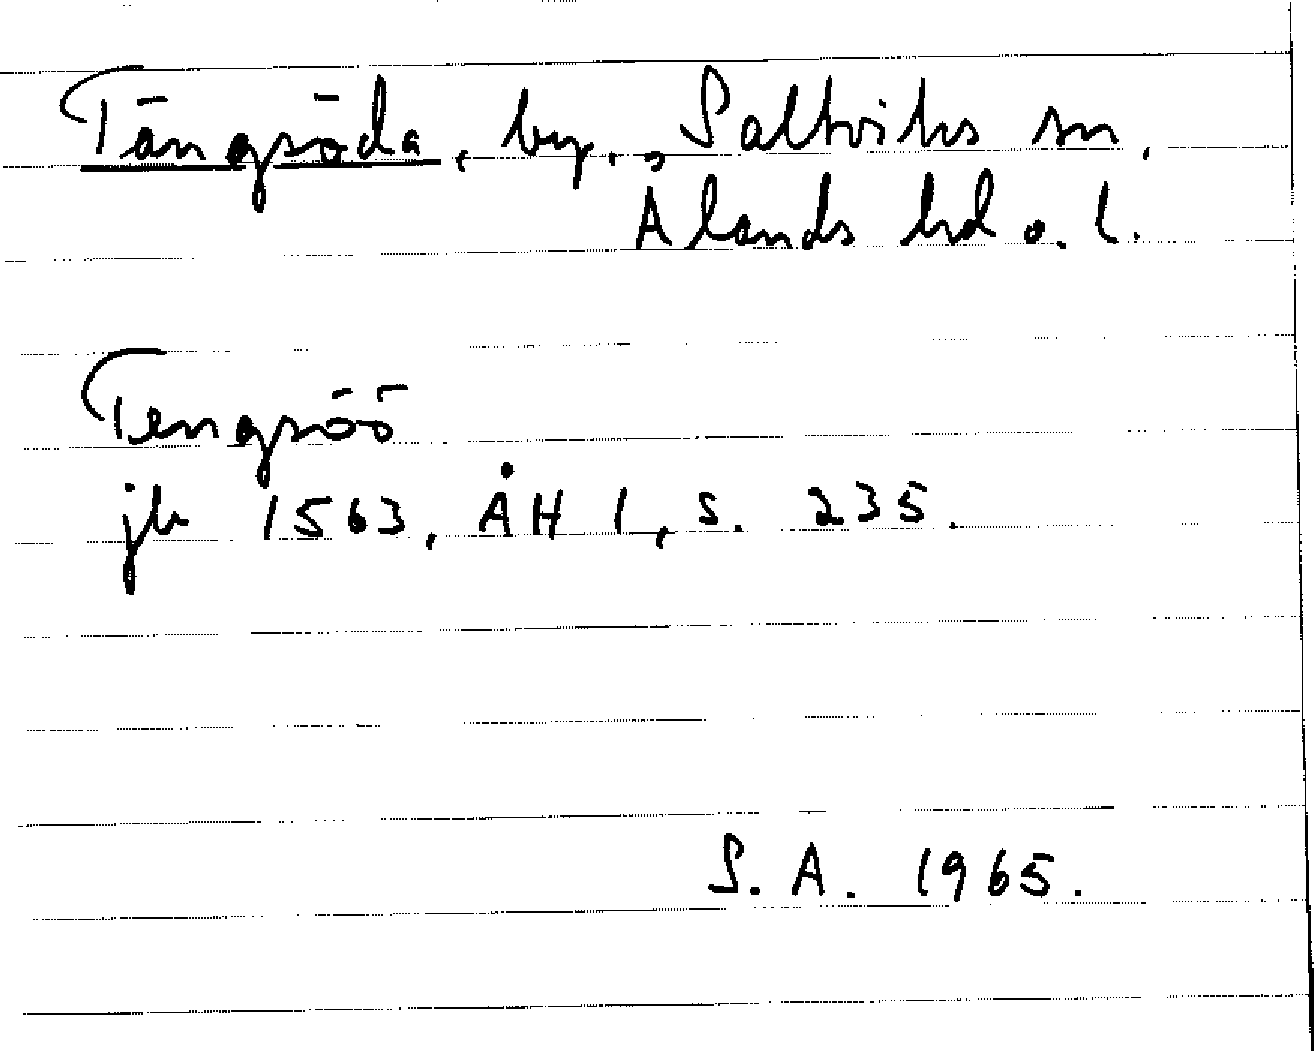 Tängsöda, by., Saltviks sn.
Ålands hd o. l.
Tengsöö
jb 1563, ÅH 1, s. 235.
S. A. 1965.